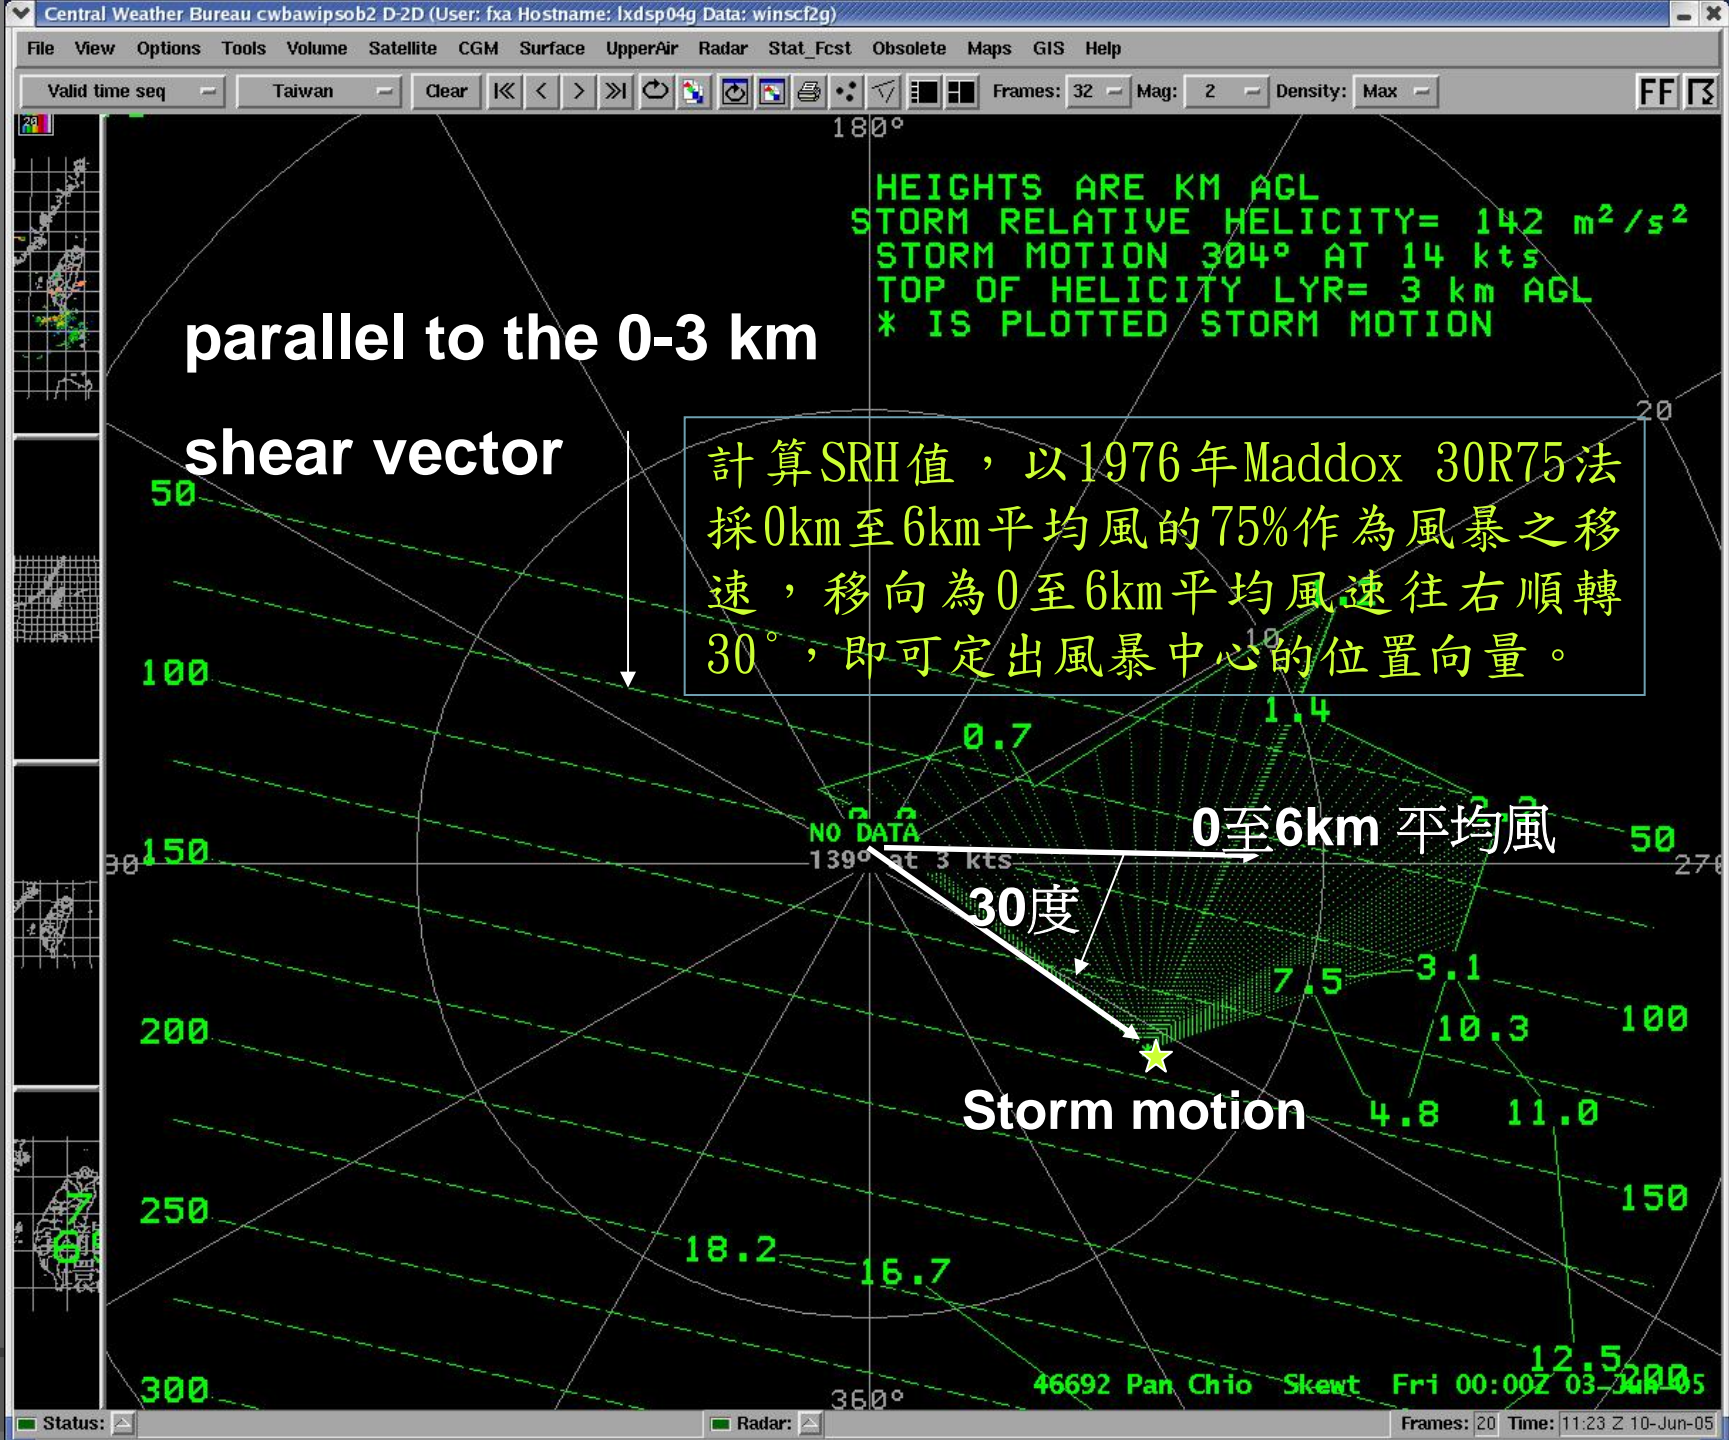 Central Weather Bureau cwbawipsob2 D-2D (User: fxa Hostname: lxdsp04g Data: winscf2g)
File View Options Tools Volume Satellite CGM Surface UpperAir Radar Stat_Fcst Obsolete Maps GIS Help
Valid time seq Taiwan Clear Frames: 32 Mag: 2 Density: Max FF
180°
HEIGHTS ARE KM AGL
STORM RELATIVE HELICITY= 142 m²/s²
STORM MOTION 304° AT 14 kts
TOP OF HELICITY LYR= 3 km AGL
* IS PLOTTED STORM MOTION
parallel to the 0-3 km
shear vector
20
計算SRH值，以1976年Maddox 30R75法
採0km至6km平均風的75%作為風暴之移
速，移向為0至6km平均風速往右順轉
30°，即可定出風暴中心的位置向量。
50
10
100
1.4
0.7
0至6km 平均風
NO DATA
50
150
139° at 3 kts
270
30度
3.1
7.5
100
200
10.3
Storm motion
4.8
11.0
150
250
18.2
16.7
12.5
200
300
360°
46692 Pan Chio Skewt Fri 00:00Z 03-Jun-05
Status: Radar: Frames: 20 Time: 11:23 Z 10-Jun-05